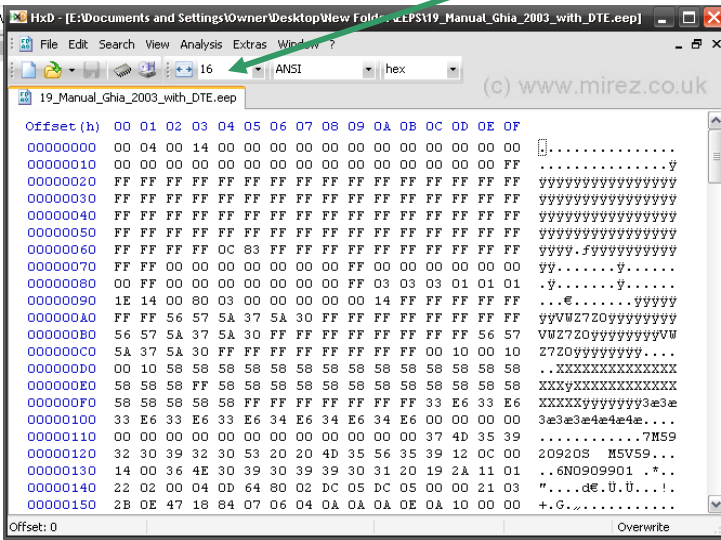 HxD - [E:\Documents and Settings\Owner\Desktop\New Folder\EEPS\19_Manual_Ghia_2003_with_DTE.eep]
File Edit Search View Analysis Extras Window ?
16 ANSI hex
(c) www.mirez.co.uk
19_Manual_Ghia_2003_with_DTE.eep
Offset(h) 00 01 02 03 04 05 06 07 08 09 0A 0B 0C 0D 0E 0F
00000000 00 04 00 14 00 00 00 00 00 00 00 00 00 00 00 00 ................
00000010 00 00 00 00 00 00 00 00 00 00 00 00 00 00 00 FF ...............ÿ
00000020 FF FF FF FF FF FF FF FF FF FF FF FF FF FF FF FF ÿÿÿÿÿÿÿÿÿÿÿÿÿÿÿÿ
00000030 FF FF FF FF FF FF FF FF FF FF FF FF FF FF FF FF ÿÿÿÿÿÿÿÿÿÿÿÿÿÿÿÿ
00000040 FF FF FF FF FF FF FF FF FF FF FF FF FF FF FF FF ÿÿÿÿÿÿÿÿÿÿÿÿÿÿÿÿ
00000050 FF FF FF FF FF FF FF FF FF FF FF FF FF FF FF FF ÿÿÿÿÿÿÿÿÿÿÿÿÿÿÿÿ
00000060 FF FF FF FF 0C 83 FF FF FF FF FF FF FF FF FF FF ÿÿÿÿ.ƒÿÿÿÿÿÿÿÿÿÿ
00000070 FF FF 00 00 00 00 00 00 00 FF 00 00 00 00 00 00 ÿÿ.......ÿ......
00000080 00 FF 00 00 00 00 00 00 00 FF 03 03 03 01 01 01 .ÿ.......ÿ......
00000090 1E 14 00 80 03 00 00 00 00 00 14 FF FF FF FF FF ...€.......ÿÿÿÿÿ
000000A0 FF FF 56 57 5A 37 5A 30 FF FF FF FF FF FF FF FF ÿÿVWZ7Z0ÿÿÿÿÿÿÿÿ
000000B0 56 57 5A 37 5A 30 FF FF FF FF FF FF FF FF 56 57 VWZ7Z0ÿÿÿÿÿÿÿÿVW
000000C0 5A 37 5A 30 FF FF FF FF FF FF FF FF 00 10 00 10 Z7Z0ÿÿÿÿÿÿÿÿ....
000000D0 00 10 58 58 58 58 58 58 58 58 58 58 58 58 58 58 ..XXXXXXXXXXXXXX
000000E0 58 58 58 FF 58 58 58 58 58 58 58 58 58 58 58 58 XXXÿXXXXXXXXXXXX
000000F0 58 58 58 58 58 FF FF FF FF FF FF FF 33 E6 33 E6 XXXXXÿÿÿÿÿÿÿ3æ3æ
00000100 33 E6 33 E6 33 E6 34 E6 34 E6 34 E6 00 00 00 00 3æ3æ3æ4æ4æ4æ....
00000110 00 00 00 00 00 00 00 00 00 00 00 00 37 4D 35 39 ............7M59
00000120 32 30 39 32 30 53 20 20 4D 35 56 35 39 12 0C 00 20920S  M5V59...
00000130 14 00 36 4E 30 39 30 39 39 30 31 20 19 2A 11 01 ..6N0909901 .*..
00000140 22 02 00 04 0D 64 80 02 DC 05 DC 05 00 00 21 03 "....d€.Ü.Ü...!.
00000150 2B 0E 47 18 84 07 06 04 0A 0A 0A 0E 0A 10 00 00 +.G.„...........
Offset: 0 Overwrite